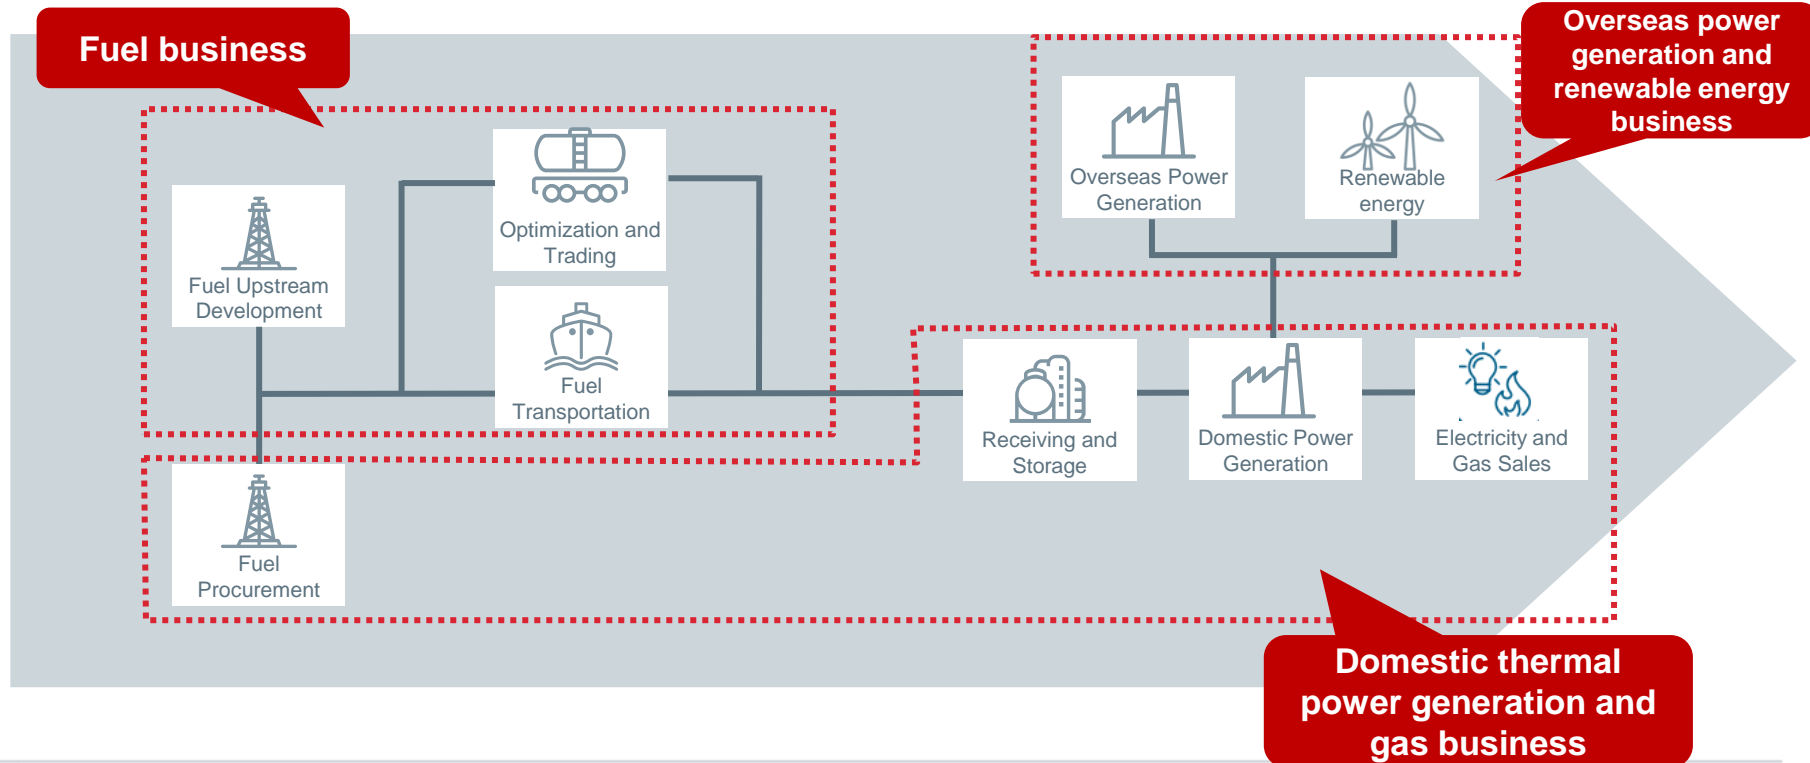 Fuel business
Overseas power
generation and
renewable energy
business
Optimization and
Trading
Fuel Upstream
Development
Fuel
Transportation
Fuel
Procurement
Overseas Power
Generation
Renewable
energy
Receiving and
Storage
Domestic Power
Generation
Electricity and
Gas Sales
Domestic thermal
power generation and
gas business